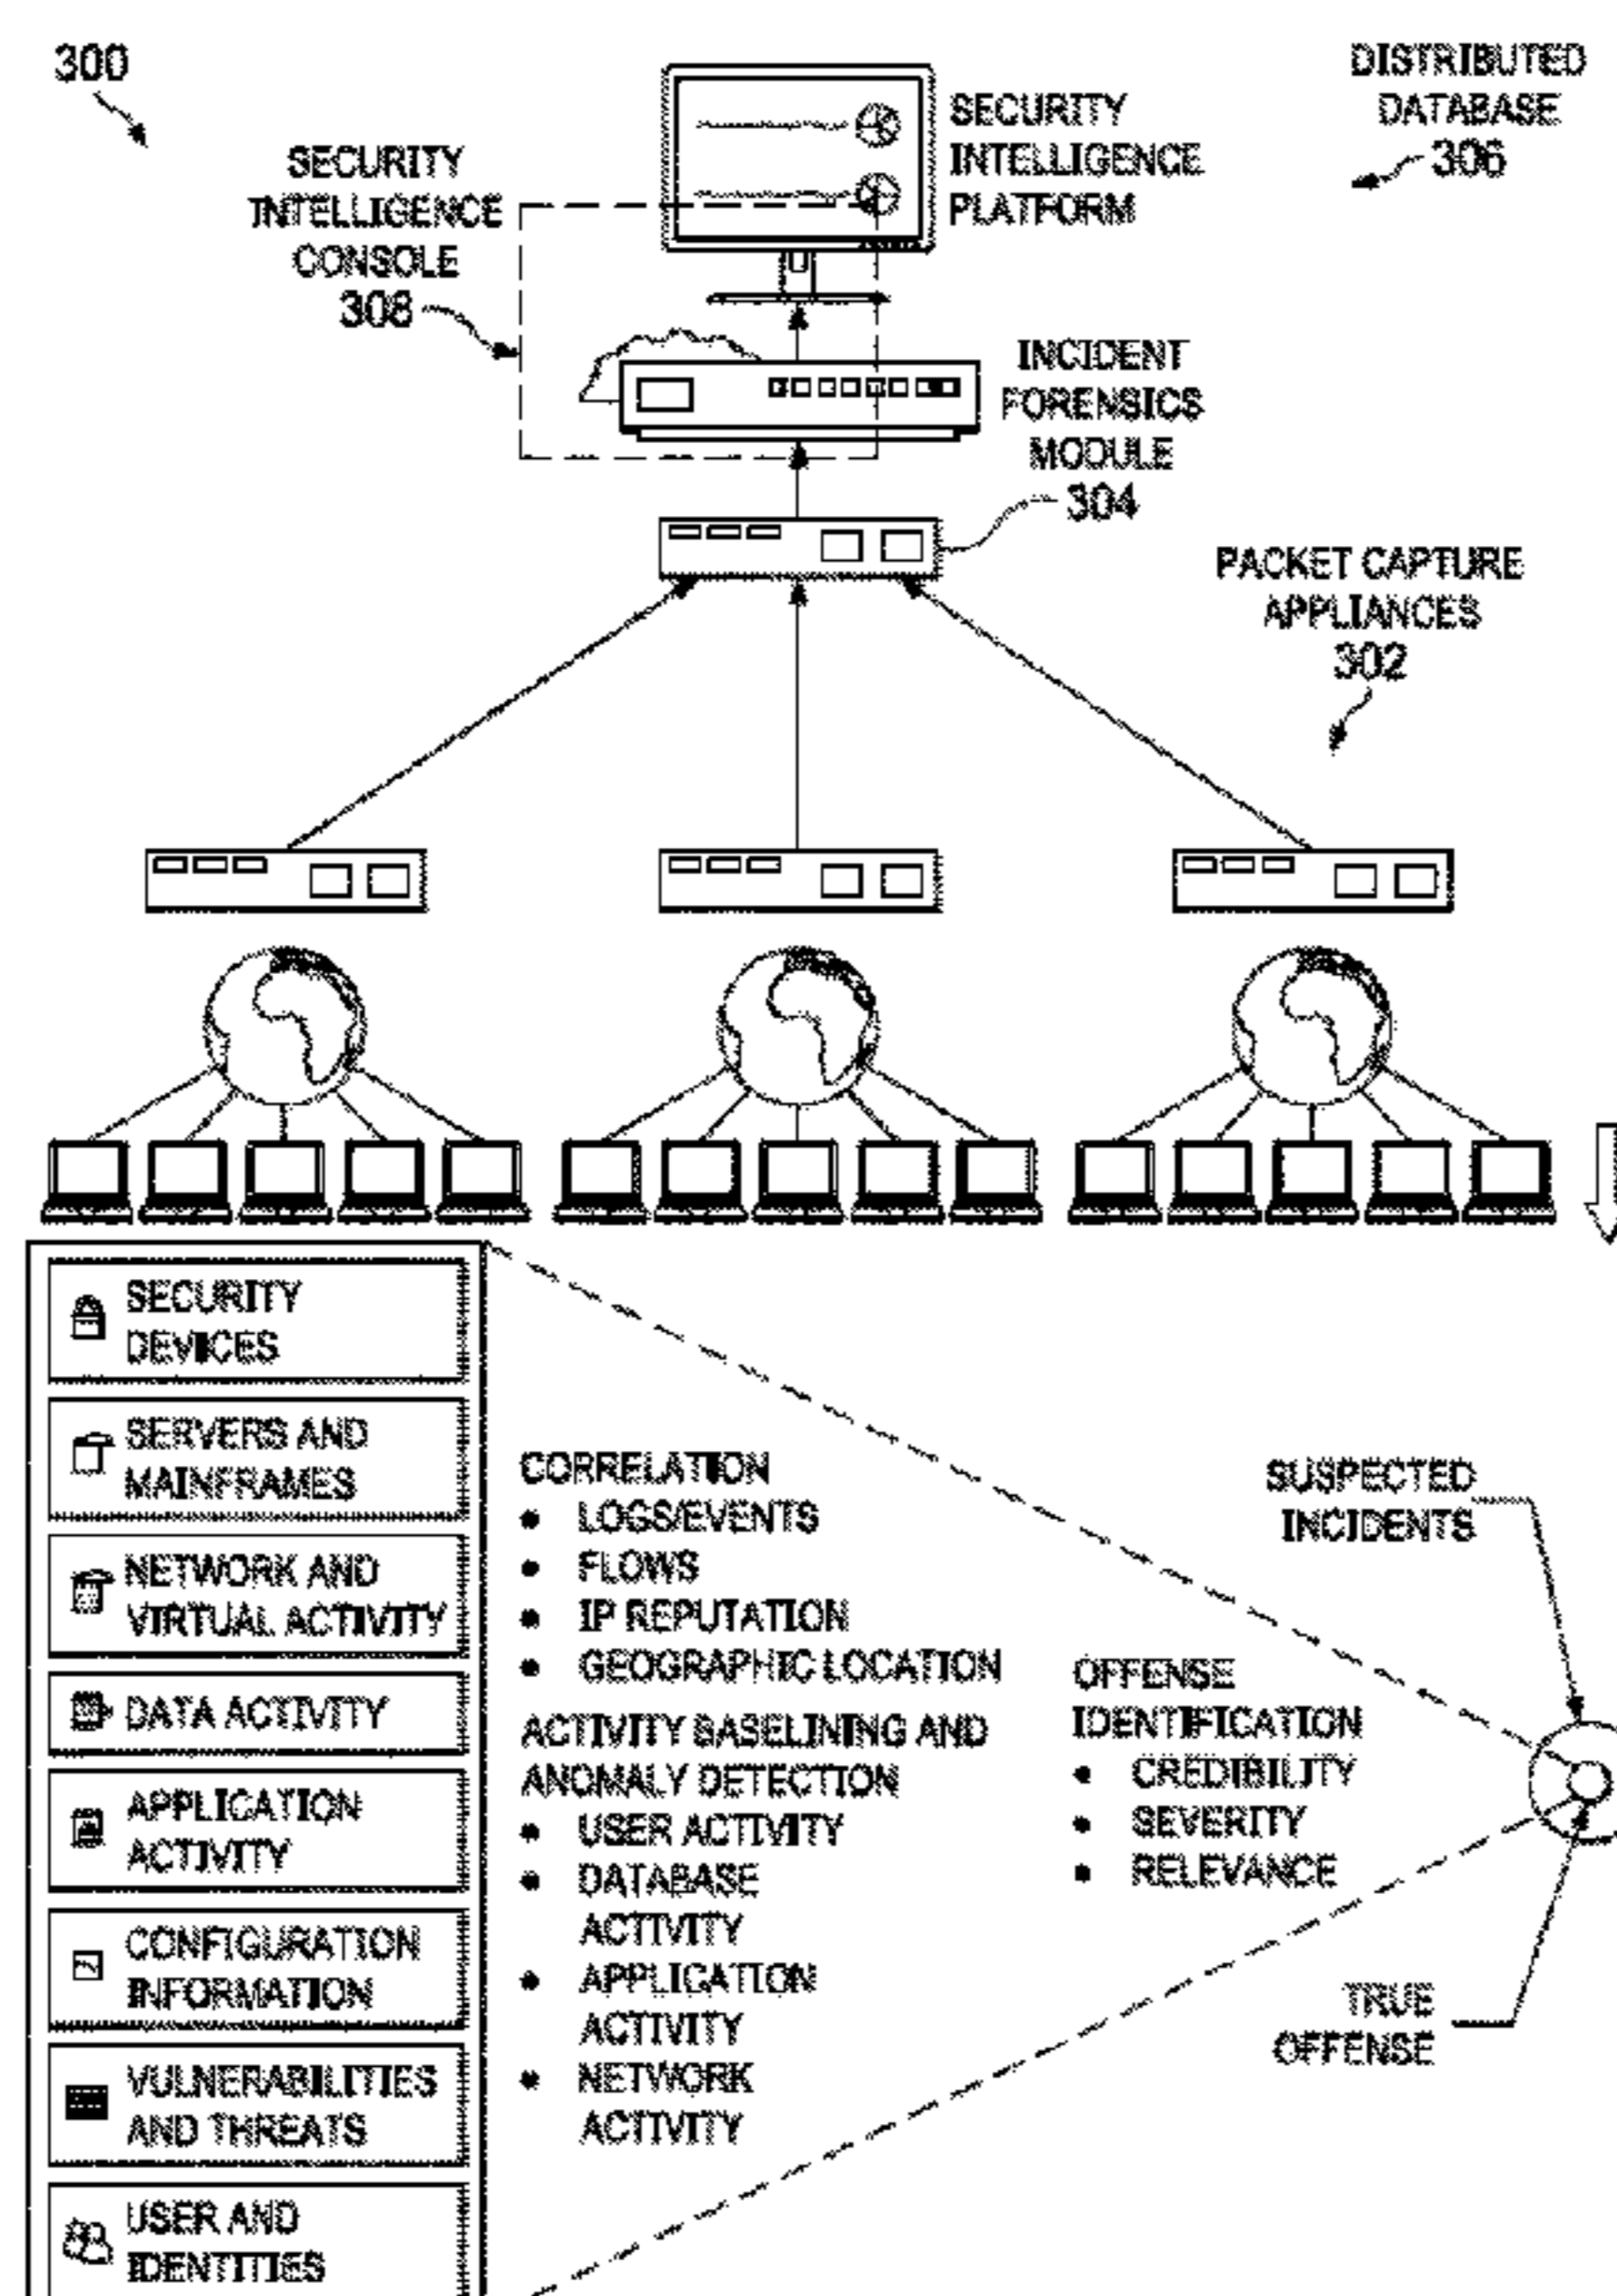 300
DISTRIBUTED
DATABASE
306
SECURITY
INTELLIGENCE
PLATFORM
SECURITY
INTELLIGENCE
CONSOLE
308
INCIDENT
FORENSICS
MODULE
304
PACKET CAPTURE
APPLIANCES
302
SECURITY
DEVICES
SERVERS AND
MAINFRAMES
NETWORK AND
VIRTUAL ACTIVITY
DATA ACTIVITY
APPLICATION
ACTIVITY
CONFIGURATION
INFORMATION
VULNERABILITIES
AND THREATS
USER AND
IDENTITIES
CORRELATION
• LOGS/EVENTS
• FLOWS
• IP REPUTATION
• GEOGRAPHIC LOCATION
ACTIVITY BASELINING AND
ANOMALY DETECTION
• USER ACTIVITY
• DATABASE
ACTIVITY
• APPLICATION
ACTIVITY
• NETWORK
ACTIVITY
OFFENSE
IDENTIFICATION
• CREDIBILITY
• SEVERITY
• RELEVANCE
SUSPECTED
INCIDENTS
TRUE
OFFENSE